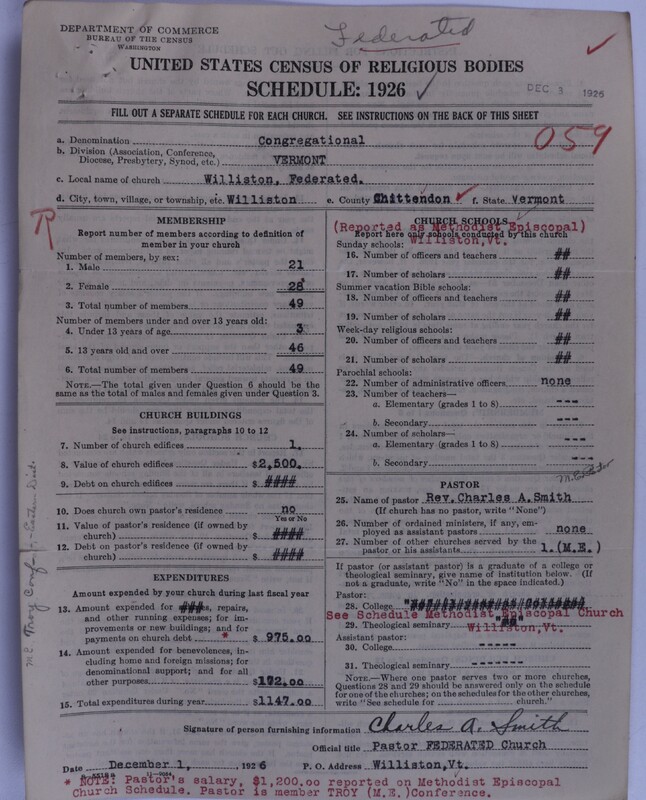 Federated
DEPARTMENT OF COMMERCE
BUREAU OF THE CENSUS
WASHINGTON
UNITED STATES CENSUS OF RELIGIOUS BODIES
SCHEDULE: 1926
DEC 3 1926
FILL OUT A SEPARATE SCHEDULE FOR EACH CHURCH. SEE INSTRUCTIONS ON THE BACK OF THIS SHEET
059
a. Denomination Congregational
b. Division (Association, Conference, Diocese, Presbytery, Synod, etc.) VERMONT
c. Local name of church Williston, Federated.
d. City, town, village, or township, etc. Williston e. County Chittendon f. State Vermont
MEMBERSHIP
Report number of members according to definition of
member in your church
Number of members, by sex:
1. Male 21
2. Female 28
3. Total number of members 49
Number of members under and over 13 years old:
4. Under 13 years of age 3
5. 13 years old and over 46
6. Total number of members 49
NOTE.—The total given under Question 6 should be
same as the total of males and females given under Question 3.
CHURCH BUILDINGS
See instructions, paragraphs 10 to 12
7. Number of church edifices 1.
8. Value of church edifices $2,500.
9. Debt on church edifices $ ####
10. Does church own pastor's residence no
Yes or No
11. Value of pastor's residence (if owned by
church) $ ####
12. Debt on pastor's residence (if owned by
church) $ ####
EXPENDITURES
Amount expended by your church during last fiscal year
13. Amount expended for ###es, repairs,
and other running expenses; for im-
provements or new buildings; and for
payments on church debt * $ 975.00
14. Amount expended for benevolences, in-
cluding home and foreign missions; for
denominational support; and for all
other purposes $172.00
15. Total expenditures during year $1147.00
CHURCH SCHOOLS
(Reported as Methodist Episcopal)
Report here only schools conducted by this church
Williston, Vt.
Sunday schools:
16. Number of officers and teachers ##
17. Number of scholars ##
Summer vacation Bible schools:
18. Number of officers and teachers ##
19. Number of scholars ##
Week-day religious schools:
20. Number of officers and teachers ##
21. Number of scholars ##
Parochial schools:
22. Number of administrative officers none
23. Number of teachers—
a. Elementary (grades 1 to 8) ---
b. Secondary ---
24. Number of scholars—
a. Elementary (grades 1 to 8) ---
b. Secondary ---
PASTOR
25. Name of pastor Rev. Charles A. Smith
(If church has no pastor, write "None")
26. Number of ordained ministers, if any, em-
ployed as assistant pastors none
27. Number of other churches served by the
pastor or his assistants 1.(M.E.)
If pastor (or assistant pastor) is a graduate of a college or
theological seminary, give name of institution below. (If
not a graduate, write "No" in the space indicated.)
Pastor:
28. College
See Schedule Methodist Episcopal Church
29. Theological seminary "##
Williston, Vt.
Assistant pastor:
30. College -----
31. Theological seminary ------
NOTE.—Where one pastor serves two or more churches,
Questions 28 and 29 should be answered only on the schedule
for one of the churches; on the schedules for the other churches,
write "See schedule for church."
Signature of person furnishing information Charles A. Smith
Official title Pastor FEDERATED Church
Date December 1, 1926 P. O. Address Williston, Vt.
* NOTE: Pastor's salary, $1,200.00 reported on Methodist Episcopal
Church Schedule. Pastor is member TROY (M.E.)Conference.